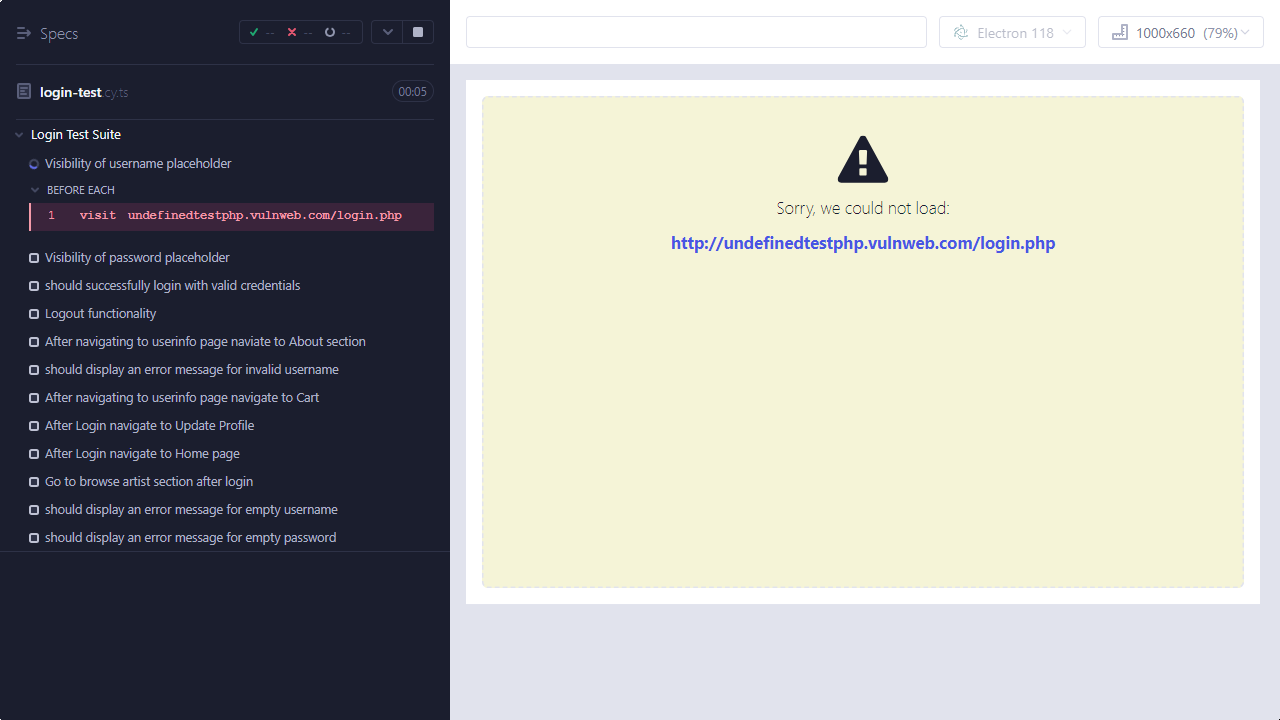 Specs
-- -- --
login-test.cy.ts
00:05
Login Test Suite
Visibility of username placeholder
BEFORE EACH
1 visit undefinedtestphp.vulnweb.com/login.php
Visibility of password placeholder
should successfully login with valid credentials
Logout functionality
After navigating to userinfo page naviate to About section
should display an error message for invalid username
After navigating to userinfo page navigate to Cart
After Login navigate to Update Profile
After Login navigate to Home page
Go to browse artist section after login
should display an error message for empty username
should display an error message for empty password
Electron 118
1000x660 (79%)
Sorry, we could not load:
http://undefinedtestphp.vulnweb.com/login.php